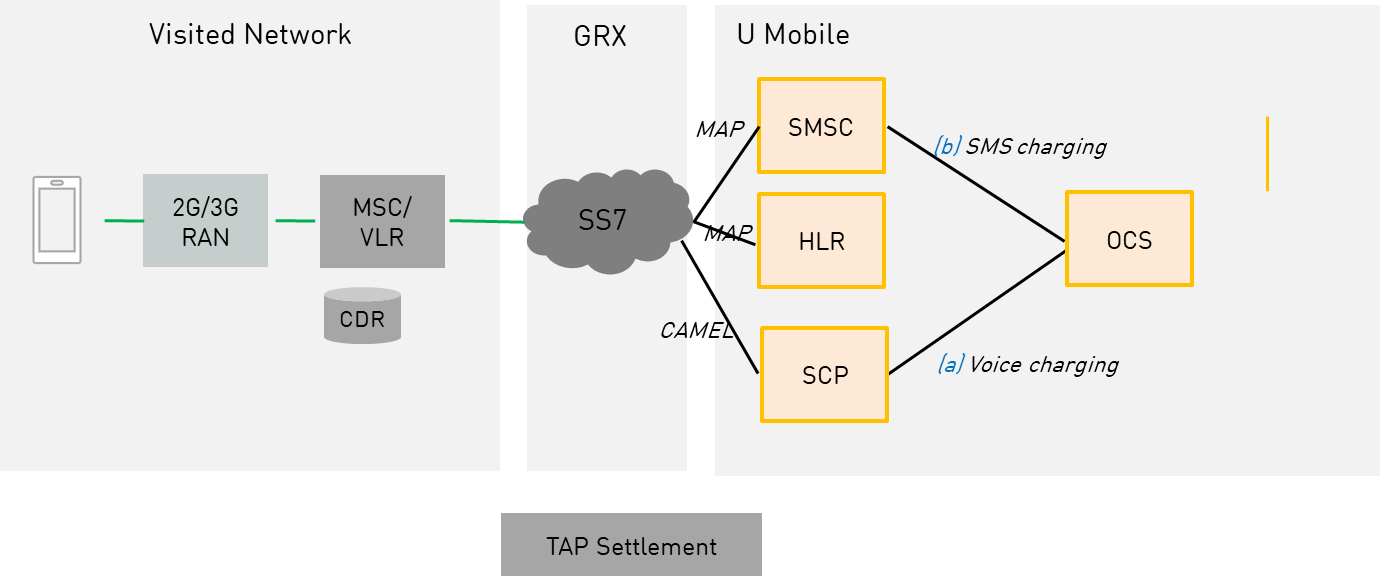 Visited Network
GRX
U Mobile
MAP
SMSC
(b) SMS charging
2G/3G
RAN
MSC/
VLR
SS7
MAP
HLR
OCS
CDR
CAMEL
SCP
(a) Voice charging
TAP Settlement